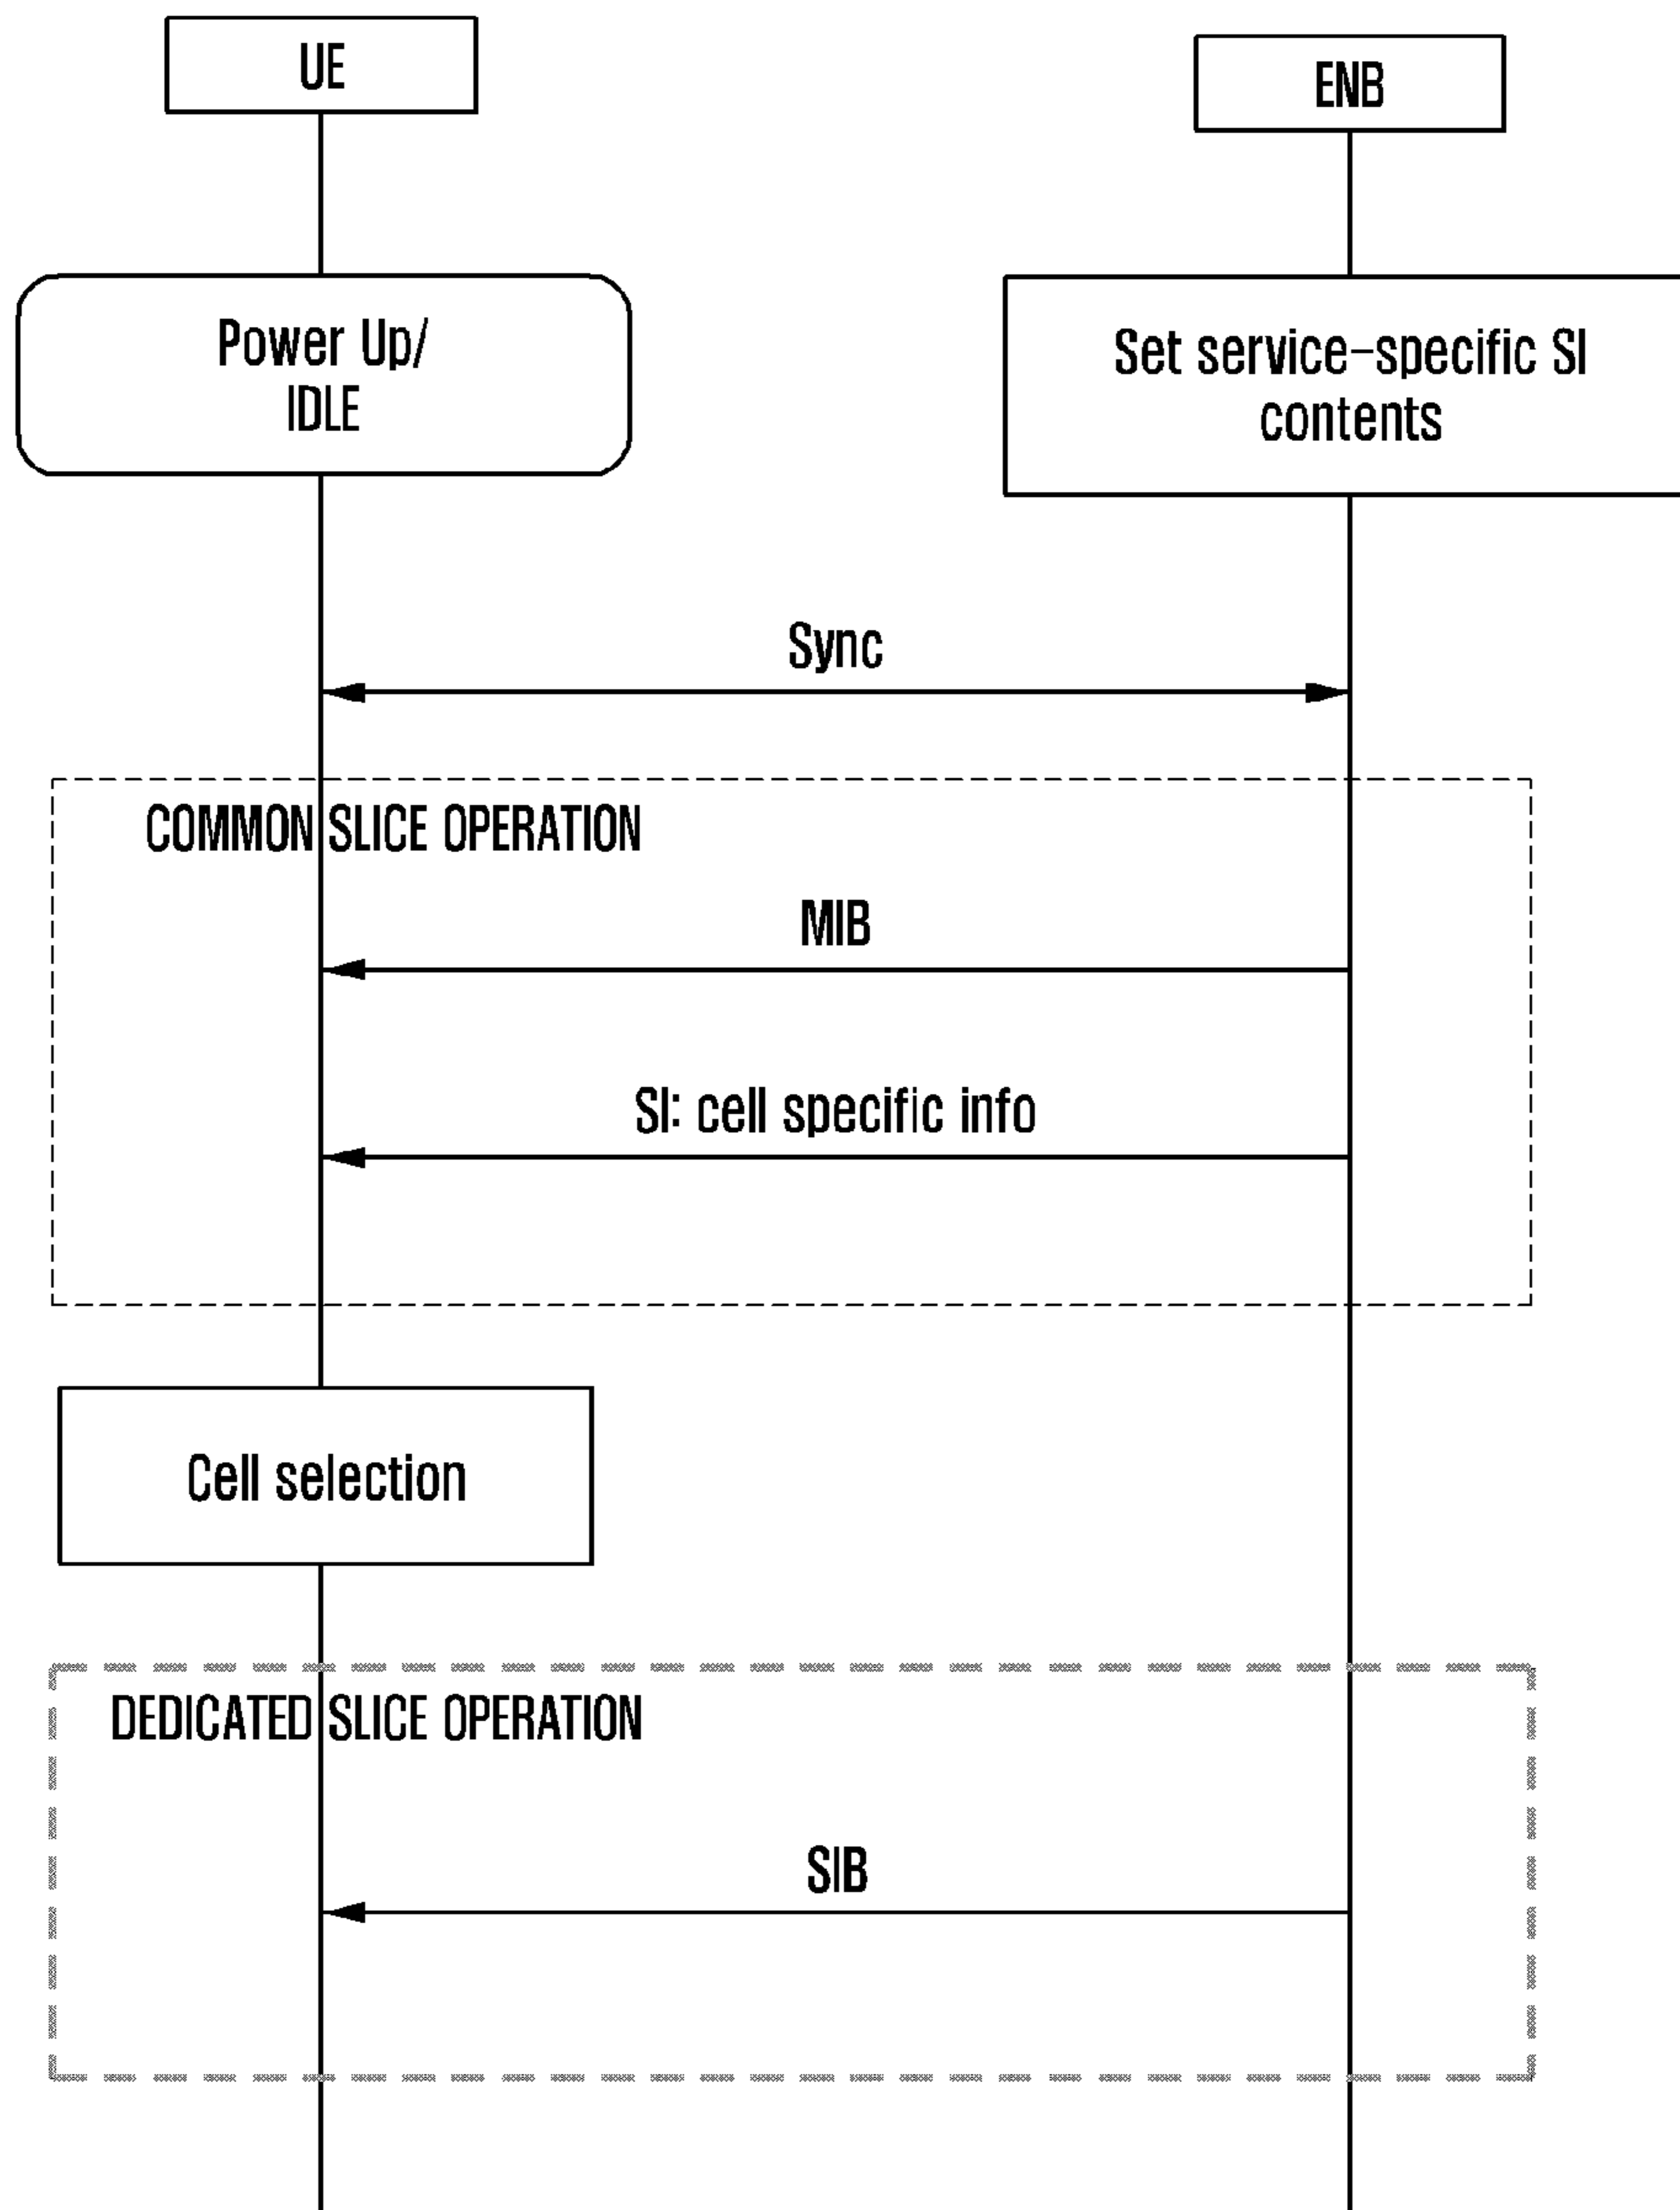 UE
ENB
Power Up/
IDLE
Set service-specific SI
contents
Sync
COMMON SLICE OPERATION
MIB
SI: cell specific info
Cell selection
DEDICATED SLICE OPERATION
SIB